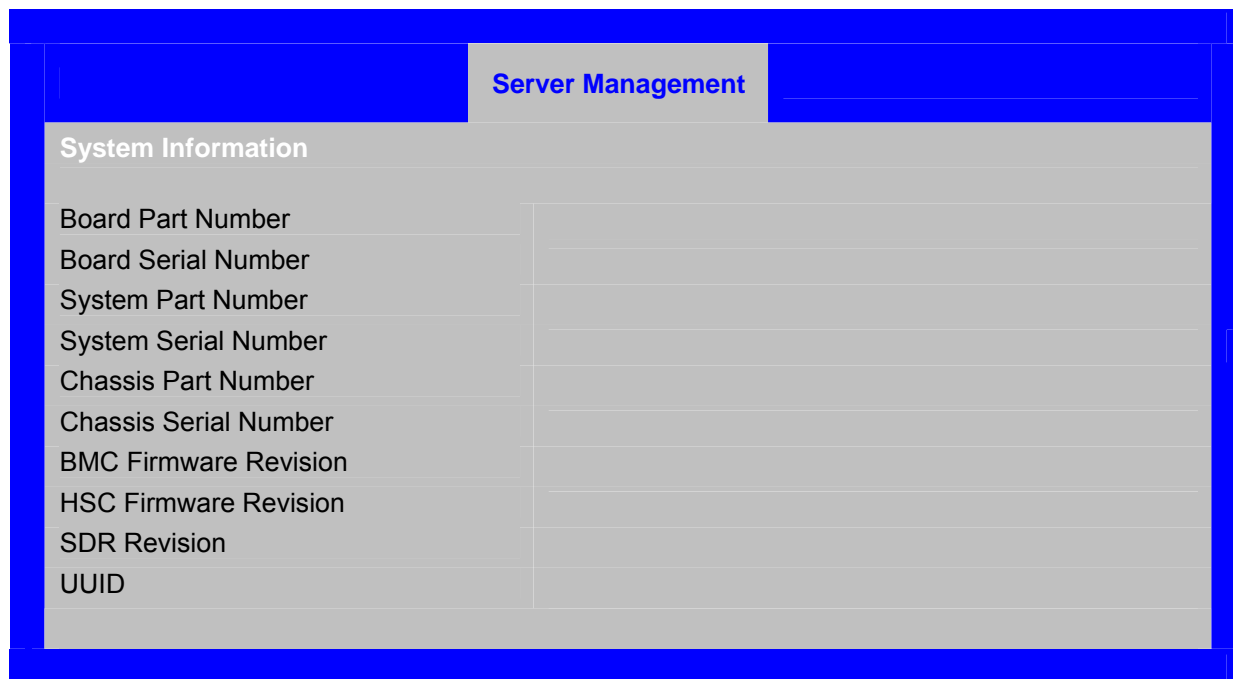 Server Management
System Information
Board Part Number
Board Serial Number
System Part Number
System Serial Number
Chassis Part Number
Chassis Serial Number
BMC Firmware Revision
HSC Firmware Revision
SDR Revision
UUID